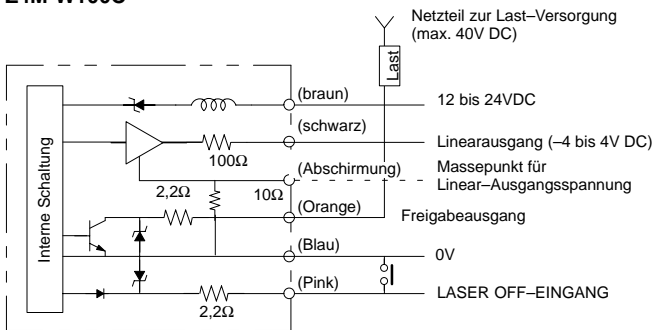 Netzteil zur Last–Versorgung
(max. 40V DC)
Last
(braun)
12 bis 24VDC
(schwarz)
Linearausgang (–4 bis 4V DC)
100Ω
(Abschirmung)
Massepunkt für
Linear–Ausgangsspannung
2,2Ω
10Ω
(Orange)
Freigabeausgang
Interne Schaltung
(Blau)
0V
(Pink)
LASER OFF–EINGANG
2,2Ω